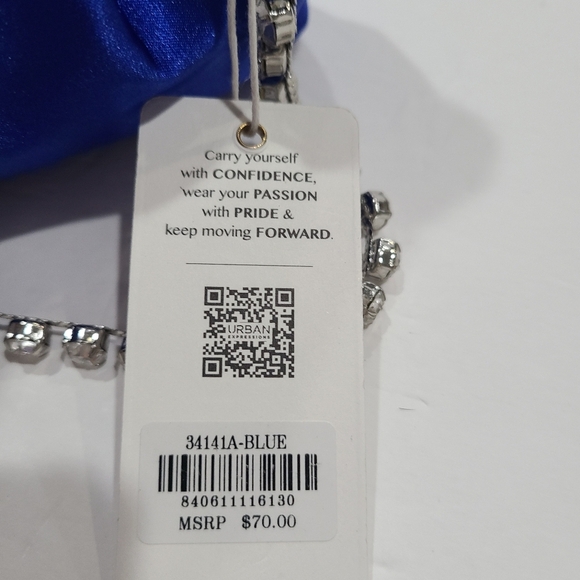 Carry yourself
with CONFIDENCE,
wear your PASSION
with PRIDE &
keep moving FORWARD.
URBAN
EXPRESSIONS
34141A-BLUE
840611116130
MSRP $70.00